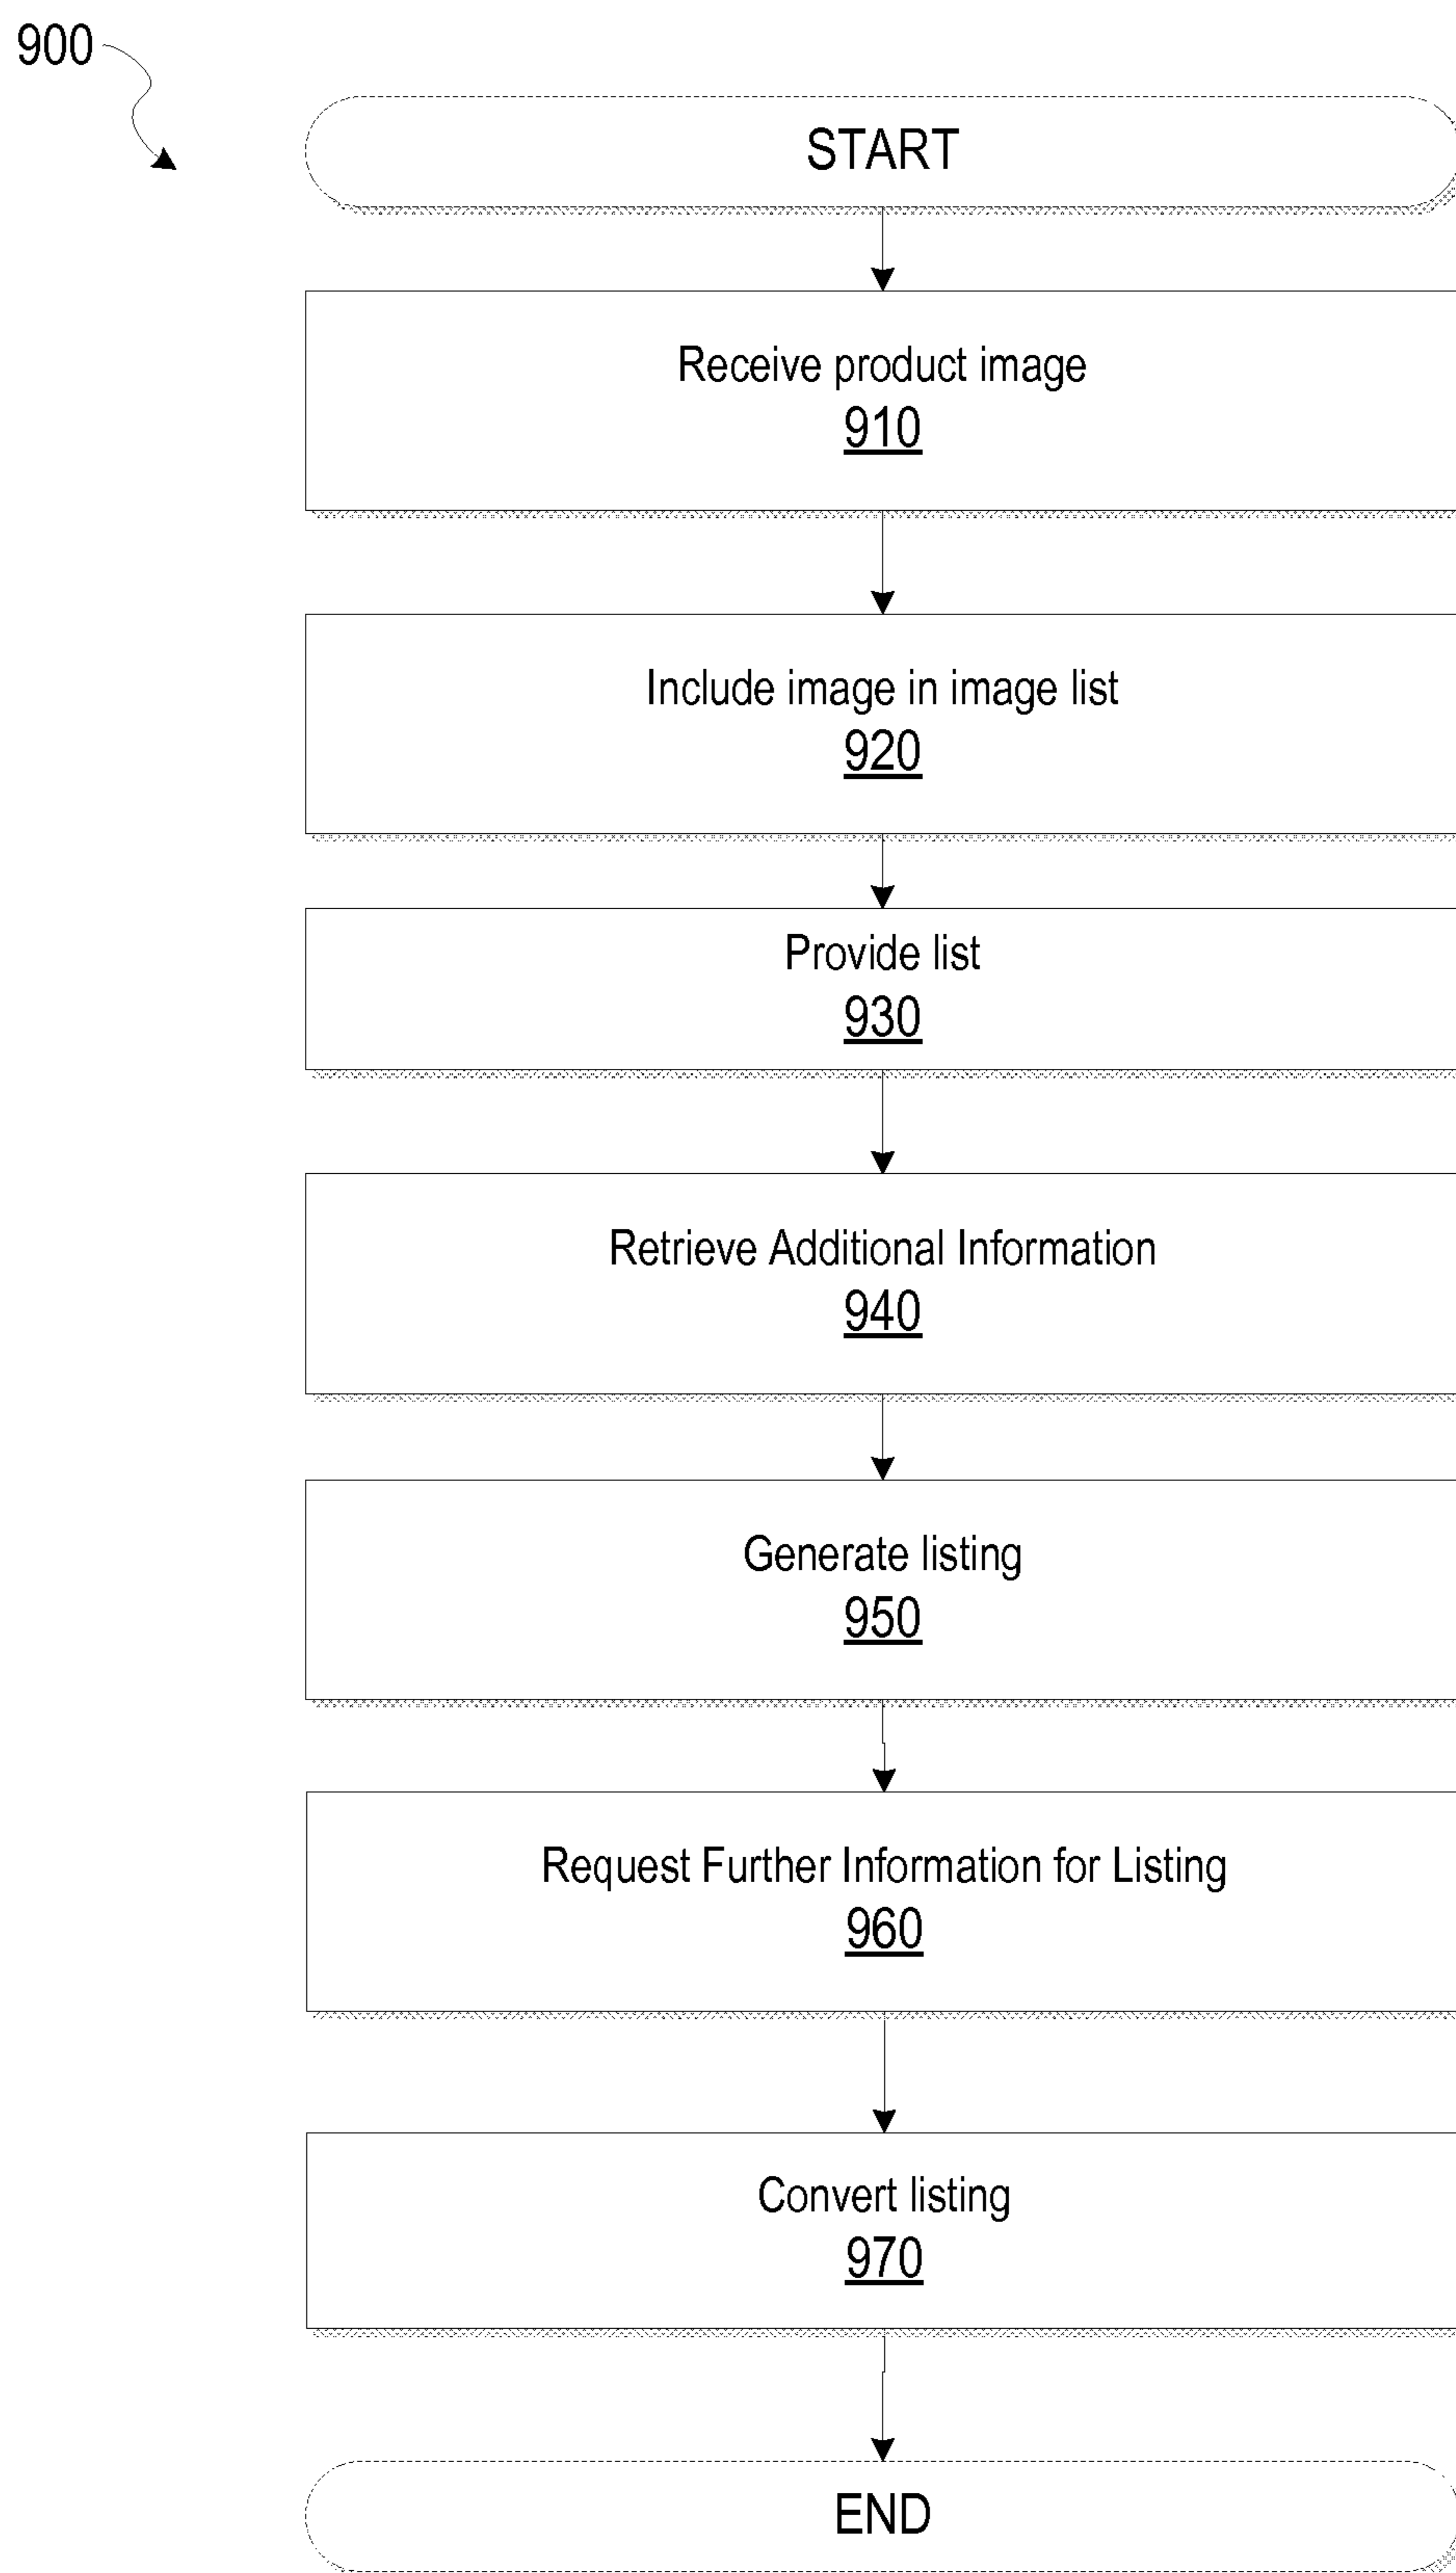 900
START
Receive product image
910
Include image in image list
920
Provide list
930
Retrieve Additional Information
940
Generate listing
950
Request Further Information for Listing
960
Convert listing
970
END